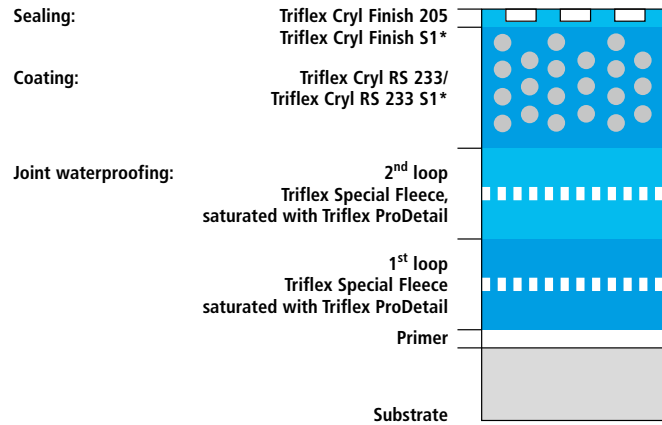 Sealing: Triflex Cryl Finish 205
Triflex Cryl Finish S1*
Coating: Triflex Cryl RS 233/
Triflex Cryl RS 233 S1*
Joint waterproofing: 2nd loop
Triflex Special Fleece,
saturated with Triflex ProDetail
1st loop
Triflex Special Fleece
saturated with Triflex ProDetail
Primer
Substrate